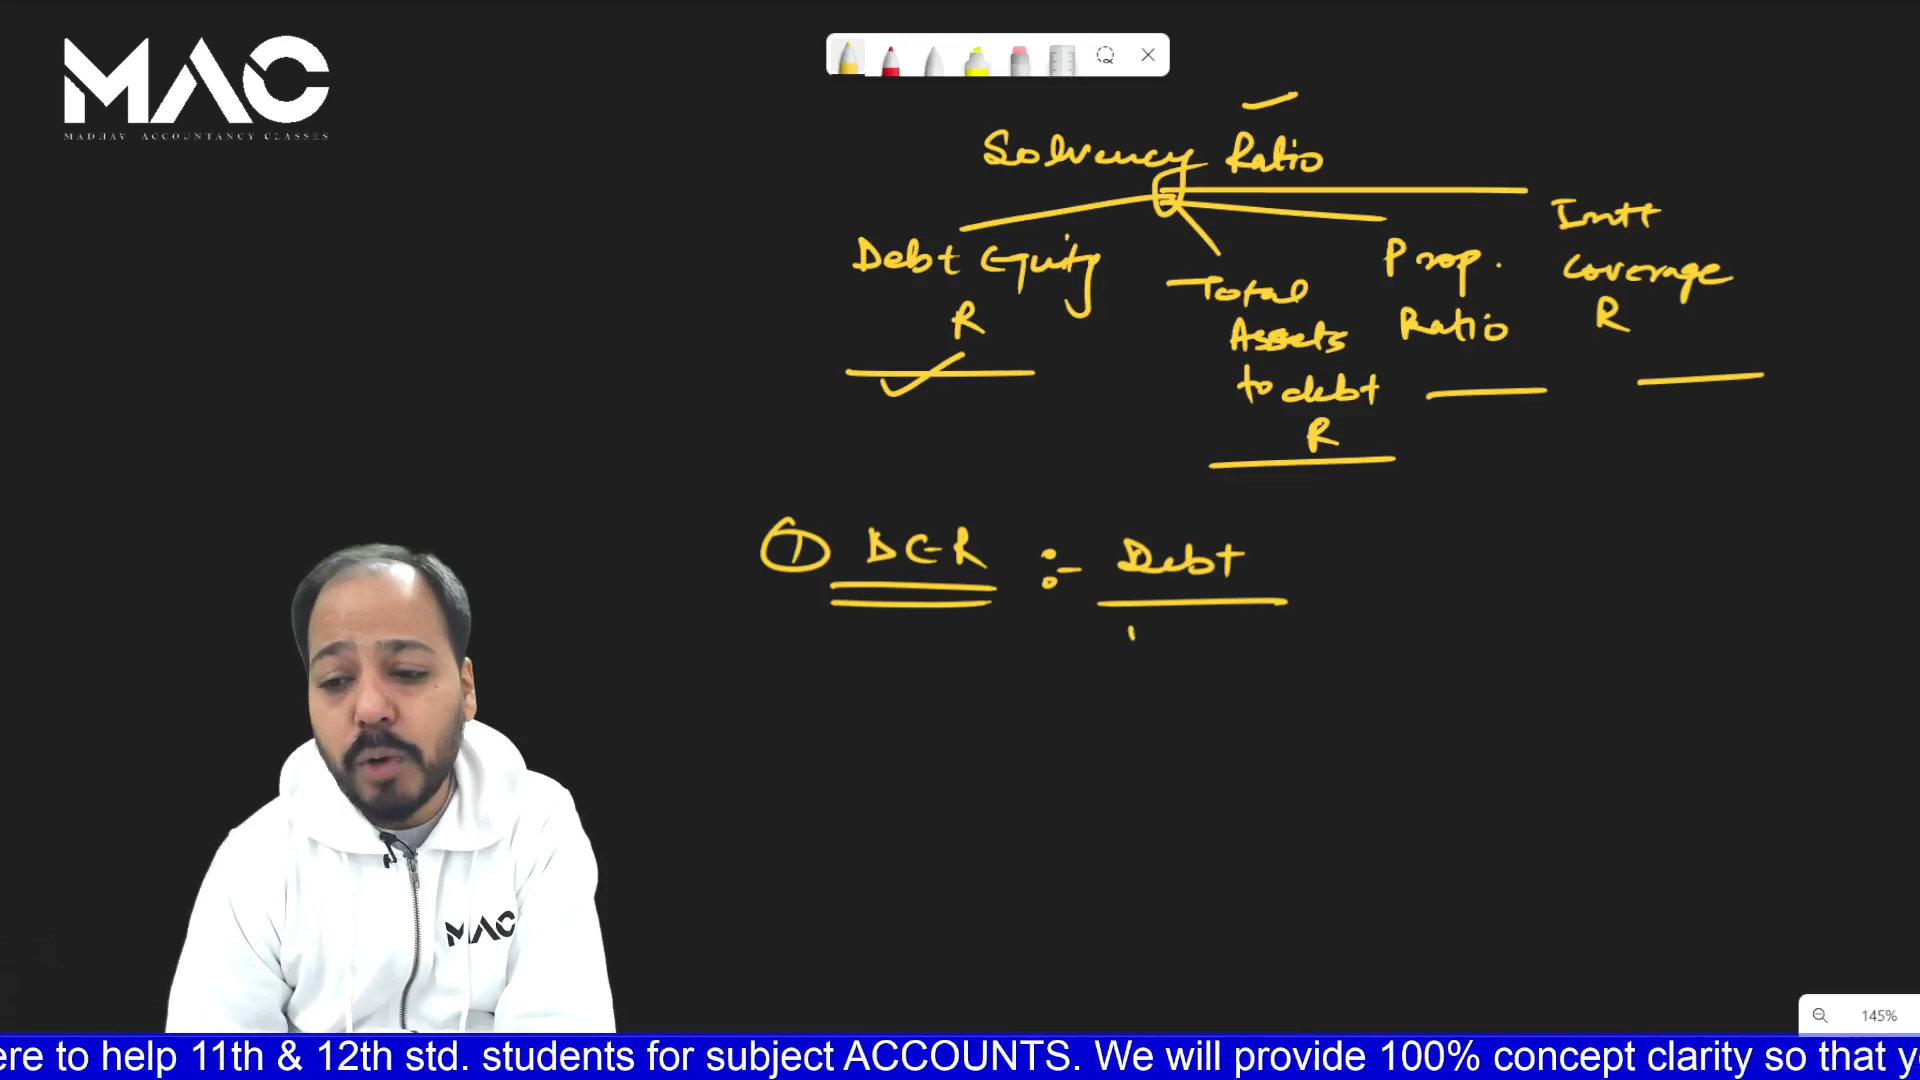 MAC
MADHAV ACCOUNTANCY CLASSES
Solvency Ratio
Debt Equity
R
Total
Assets
to debt
R
Prop.
Ratio
Intt
coverage
R
① DER :- Debt
MAC
145%
ere to help 11th & 12th std. students for subject ACCOUNTS. We will provide 100% concept clarity so that y